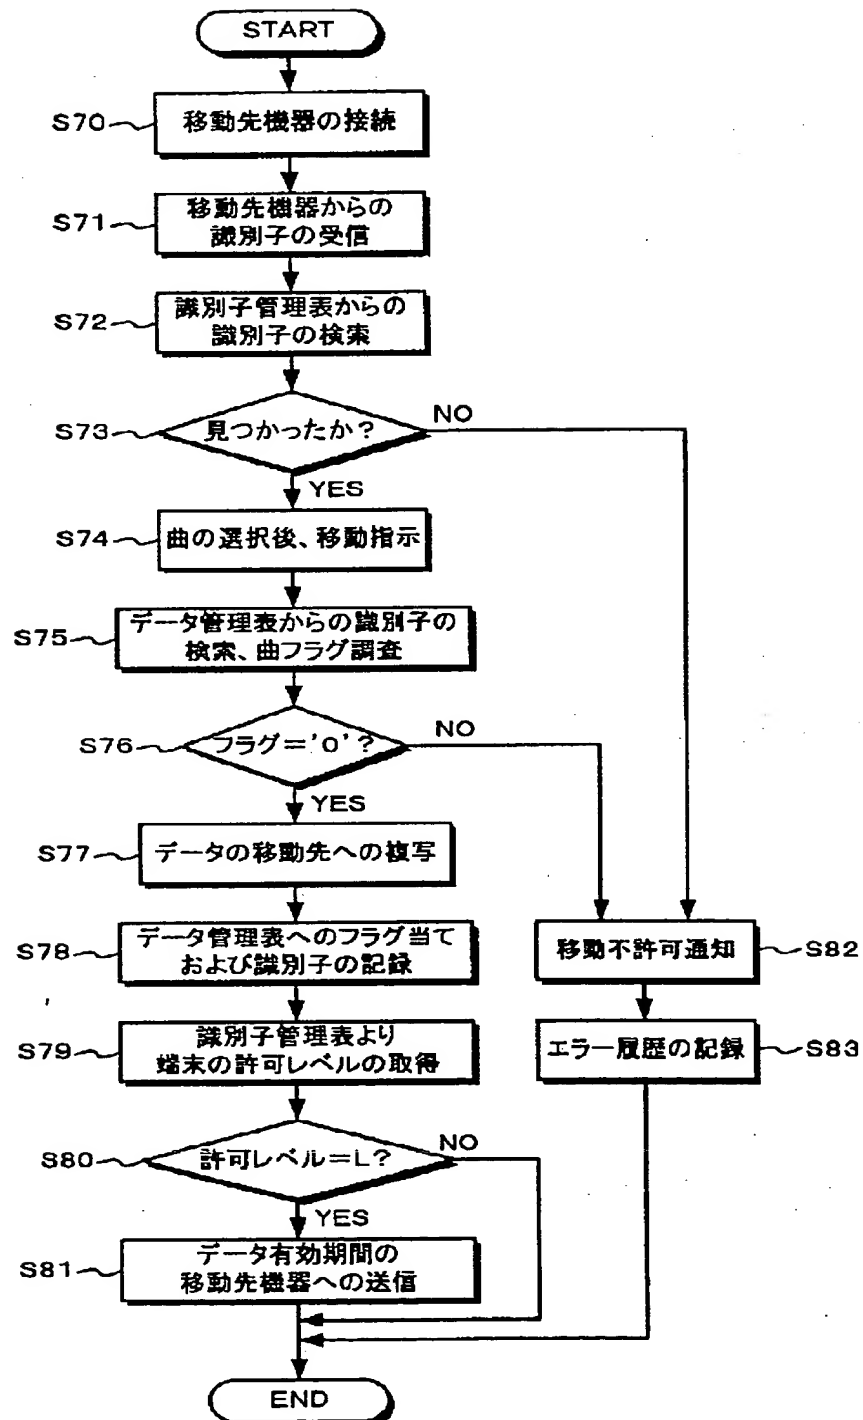 START
S70
移動先機器の接続
S71
移動先機器からの
識別子の受信
S72
識別子管理表からの
識別子の検索
S73
見つかったか?
NO
YES
S74
曲の選択後、移動指示
S75
データ管理表からの識別子の
検索、曲フラグ調査
S76
フラグ='0'?
NO
YES
S77
データの移動先への複写
S78
データ管理表へのフラグ当て
および識別子の記録
移動不許可通知
S82
S79
識別子管理表より
端末の許可レベルの取得
エラー履歴の記録
S83
S80
許可レベル=L?
NO
YES
S81
データ有効期間の
移動先機器への送信
END